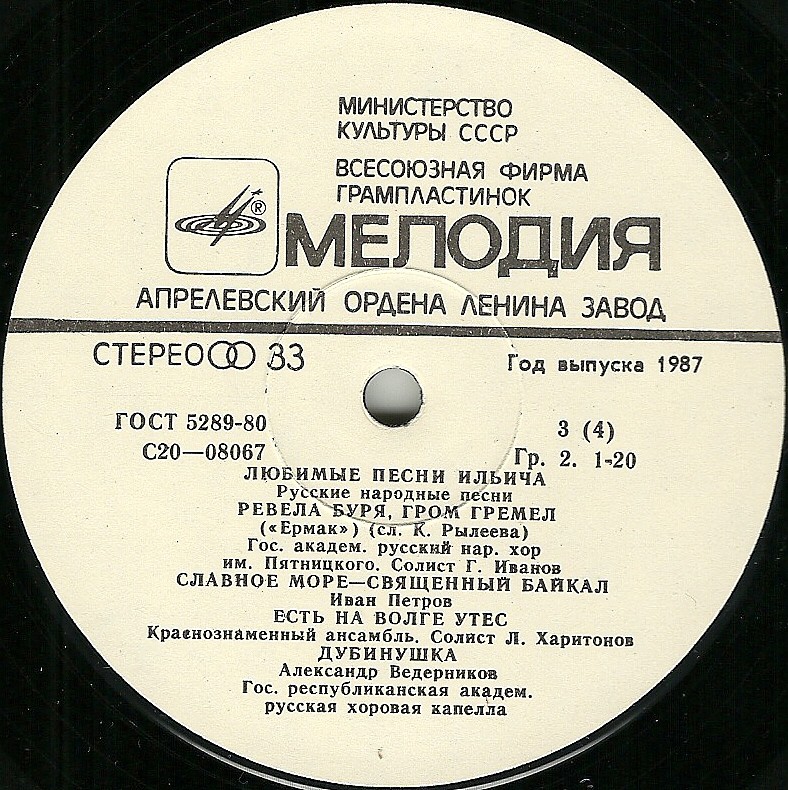 МИНИСТЕРСТВО
КУЛЬТУРЫ СССР
ВСЕСОЮЗНАЯ ФИРМА
ГРАМПЛАСТИНОК
®
МЕЛОДИЯ
АПРЕЛЕВСКИЙ ОРДЕНА ЛЕНИНА ЗАВОД
СТЕРЕО 33
Год выпуска 1987
ГОСТ 5289-80
3 (4)
С20—08067
Гр. 2. 1-20
ЛЮБИМЫЕ ПЕСНИ ИЛЬИЧА
Русские народные песни
РЕВЕЛА БУРЯ, ГРОМ ГРЕМЕЛ
(«Ермак») (сл. К. Рылеева)
Гос. академ. русский нар. хор
им. Пятницкого. Солист Г. Иванов
СЛАВНОЕ МОРЕ—СВЯЩЕННЫЙ БАЙКАЛ
Иван Петров
ЕСТЬ НА ВОЛГЕ УТЕС
Краснознаменный ансамбль. Солист Л. Харитонов
ДУБИНУШКА
Александр Ведерников
Гос. республиканская академ.
русская хоровая капелла